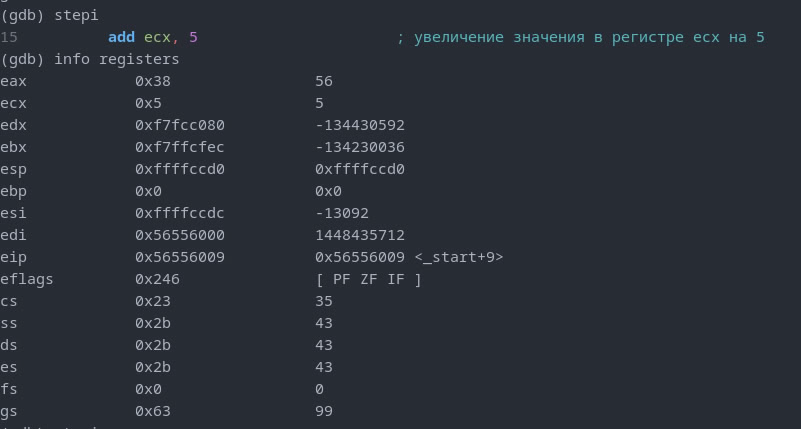 (gdb) stepi
15 add ecx, 5 ; увеличение значения в регистре ecx на 5
(gdb) info registers
eax 0x38 56
ecx 0x5 5
edx 0xf7fcc080 -134430592
ebx 0xf7ffcfec -134230036
esp 0xffffccd0 0xffffccd0
ebp 0x0 0x0
esi 0xffffccdc -13092
edi 0x56556000 1448435712
eip 0x56556009 0x56556009 <_start+9>
eflags 0x246 [ PF ZF IF ]
cs 0x23 35
ss 0x2b 43
ds 0x2b 43
es 0x2b 43
fs 0x0 0
gs 0x63 99